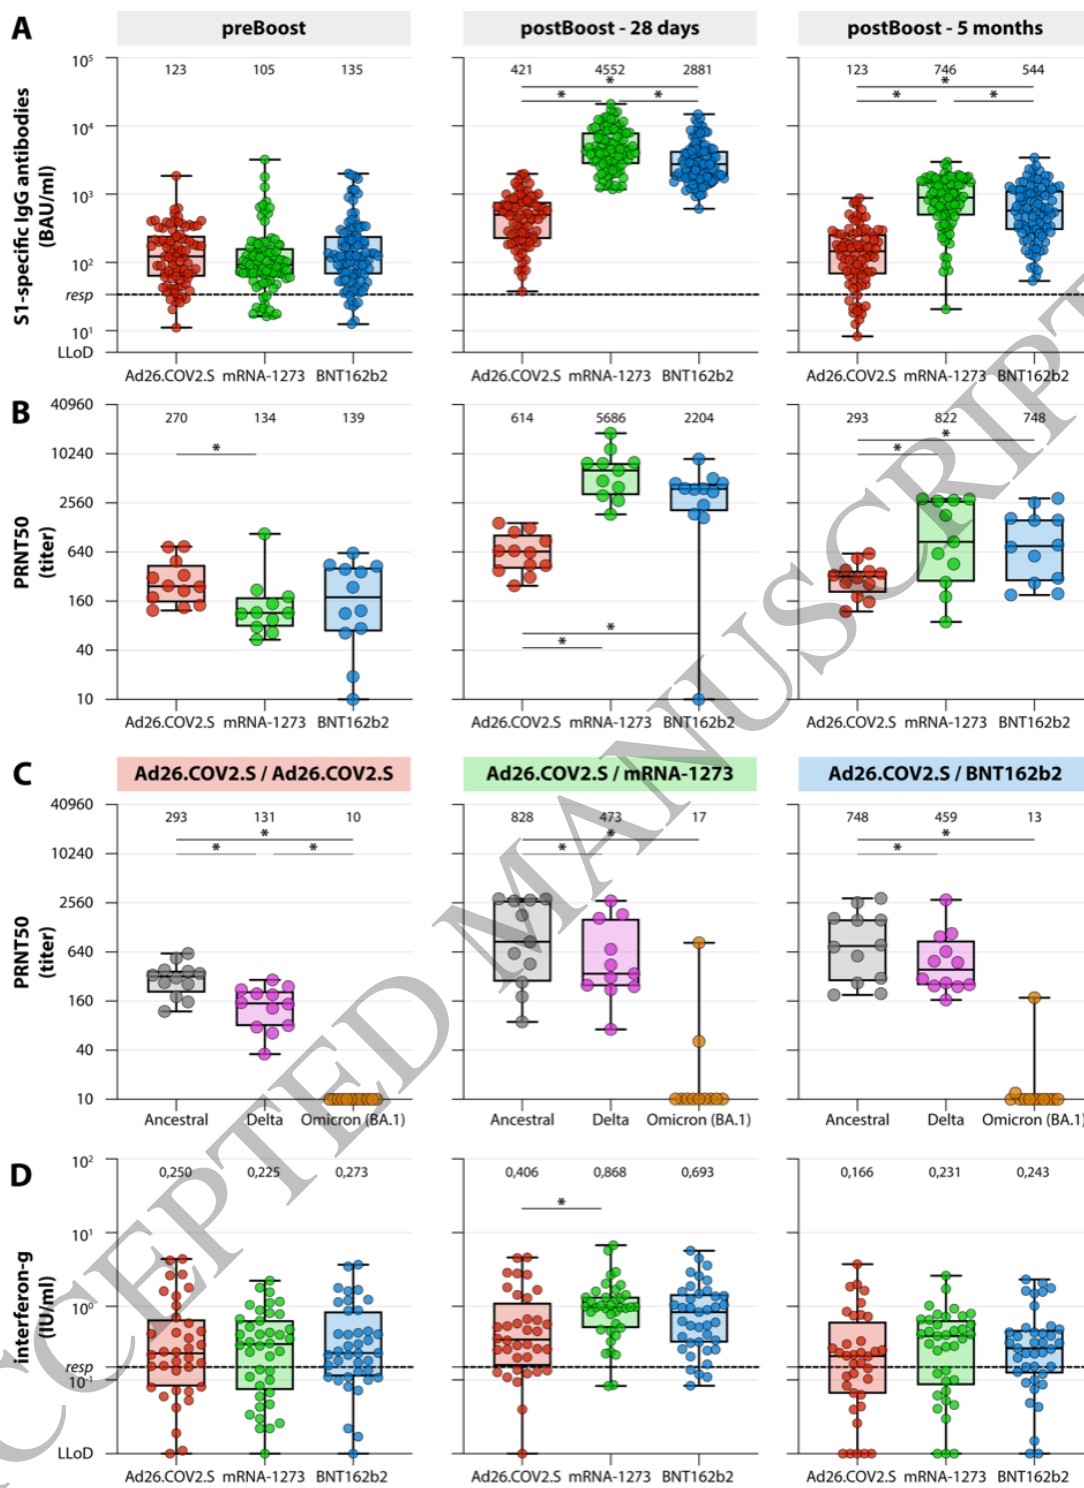 A
preBoost
postBoost - 28 days
postBoost - 5 months
S1-specific IgG antibodies
(BAU/ml)
10⁵
10⁴
10³
10²
resp
10¹
LLoD
123 105 135
421 4552 2881
* * *
123 746 544
* * *
Ad26.COV2.S mRNA-1273 BNT162b2
Ad26.COV2.S mRNA-1273 BNT162b2
Ad26.COV2.S mRNA-1273 BNT162b2
B
PRNT50
(titer)
40960
10240
2560
640
160
40
10
270 134 139
*
614 5686 2204
* *
293 822 748
* *
Ad26.COV2.S mRNA-1273 BNT162b2
Ad26.COV2.S mRNA-1273 BNT162b2
Ad26.COV2.S mRNA-1273 BNT162b2
C
Ad26.COV2.S / Ad26.COV2.S
Ad26.COV2.S / mRNA-1273
Ad26.COV2.S / BNT162b2
PRNT50
(titer)
40960
10240
2560
640
160
40
10
293 131 10
* * *
828 473 17
* *
748 459 13
* *
Ancestral Delta Omicron (BA.1)
Ancestral Delta Omicron (BA.1)
Ancestral Delta Omicron (BA.1)
D
interferon-g
(IU/ml)
10²
10¹
10⁰
resp
10⁻¹
LLoD
0,250 0,225 0,273
0,406 0,868 0,693
*
0,166 0,231 0,243
Ad26.COV2.S mRNA-1273 BNT162b2
Ad26.COV2.S mRNA-1273 BNT162b2
Ad26.COV2.S mRNA-1273 BNT162b2
CCEPTED MANUSCRIPT